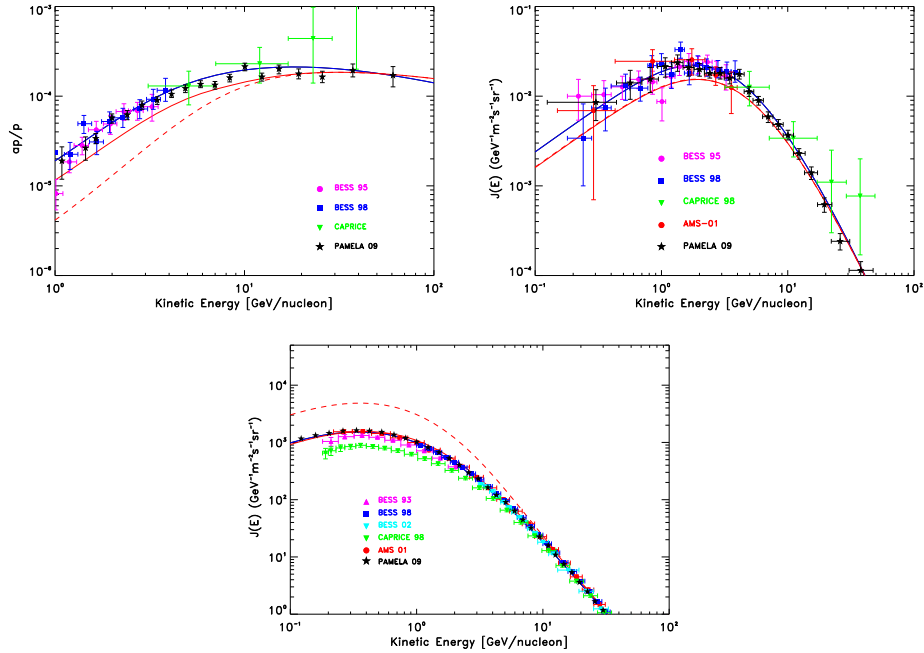 10⁻³
10⁻⁴
10⁻⁵
10⁻⁶
ap/p
BESS 95
BESS 98
CAPRICE
PAMELA 09
10⁰ 10¹ 10²
Kinetic Energy [GeV/nucleon]
10⁻¹
10⁻²
10⁻³
10⁻⁴
J(E) (GeV⁻¹m⁻²s⁻¹sr⁻¹)
BESS 95
BESS 98
CAPRICE 98
AMS-01
PAMELA 09
10⁻¹ 10⁰ 10¹ 10²
Kinetic Energy [GeV/nucleon]
10⁴
10³
10²
10¹
10⁰
J(E) (GeV⁻¹m⁻²s⁻¹sr⁻¹)
BESS 93
BESS 98
BESS 02
CAPRICE 98
AMS 01
PAMELA 09
10⁻¹ 10⁰ 10¹ 10²
Kinetic Energy [GeV/nucleon]